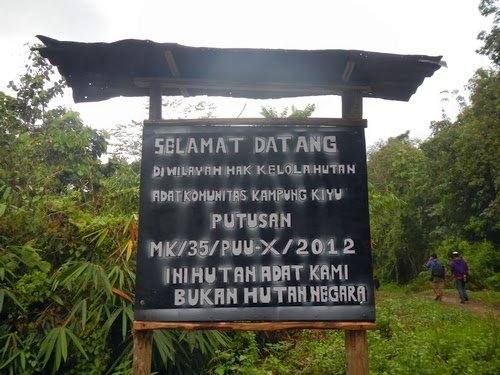 SELAMAT DATANG
DI WILAYAH HAK KELOLA HUTAN
ADAT KOMUNITAS KAMPUNG KIYU
PUTUSAN
MK/35/PUU-X/2012
INI HUTAN ADAT KAMI
BUKAN HUTAN NEGARA